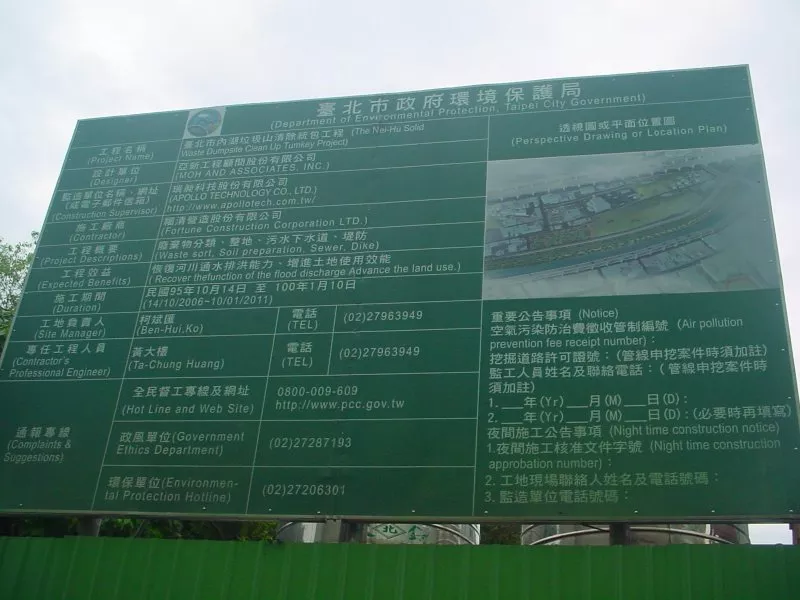 臺北市政府環境保護局
(Department of Environmental Protection, Taipei City Government)
工程名稱
(Project Name)
臺北市內湖垃圾山清除統包工程 (The Nei-Hu Solid
Waste Dumpsite Clean Up Turnkey Project)
設計單位
(Designer)
亞新工程顧問股份有限公司
(MOH AND ASSOCIATES, INC.)
監造單位名稱、網址
(或電子郵件信箱)
(Construction Supervisor)
瑞昶科技股份有限公司
(APOLLO TECHNOLOGY CO., LTD.)
http://www.apollotech.com.tw/
施工廠商
(Contractor)
福清營造股份有限公司
(Fortune Construction Corporation LTD.)
工程概要
(Project Descriptions)
廢棄物分類、整地、污水下水道、堤防
(Waste sort, Soil preparation, Sewer, Dike)
工程效益
(Expected Benefits)
恢復河川通水排洪能力、增進土地使用效能
( Recover thefunction of the flood discharge Advance the land use.)
施工期間
(Duration)
民國95年10月14日 至 100年1月10日
(14/10/2006~10/01/2011)
工地負責人
(Site Manager)
柯斌匯
(Ben-Hui,Ko)
電話
(TEL)
(02)27963949
專任工程人員
(Contractor's
Professional Engineer)
黃大樓
(Ta-Chung Huang)
電話
(TEL)
(02)27963949
通報專線
(Complaints &
Suggestions)
全民督工專線及網址
(Hot Line and Web Site)
0800-009-609
http://www.pcc.gov.tw
政風單位(Government
Ethics Department)
(02)27287193
環保單位(Environmen-
tal Protection Hotline)
(02)27206301
透視圖或平面位置圖
(Perspective Drawing or Location Plan)
重要公告事項 (Notice)
空氣污染防治費徵收管制編號 (Air pollution
prevention fee receipt number)：
挖掘道路許可證號：(管線申挖案件時須加註)
監工人員姓名及聯絡電話：(管線申挖案件時
須加註)
1. ___年(Yr)___月(M)___日(D)：
2. ___年(Yr)___月(M)___日(D)：(必要時再填寫)
夜間施工公告事項 (Night time construction notice)
1.夜間施工核准文件字號 (Night time construction
approbation number)：
2. 工地現場聯絡人姓名及電話號碼：
3. 監造單位電話號碼：